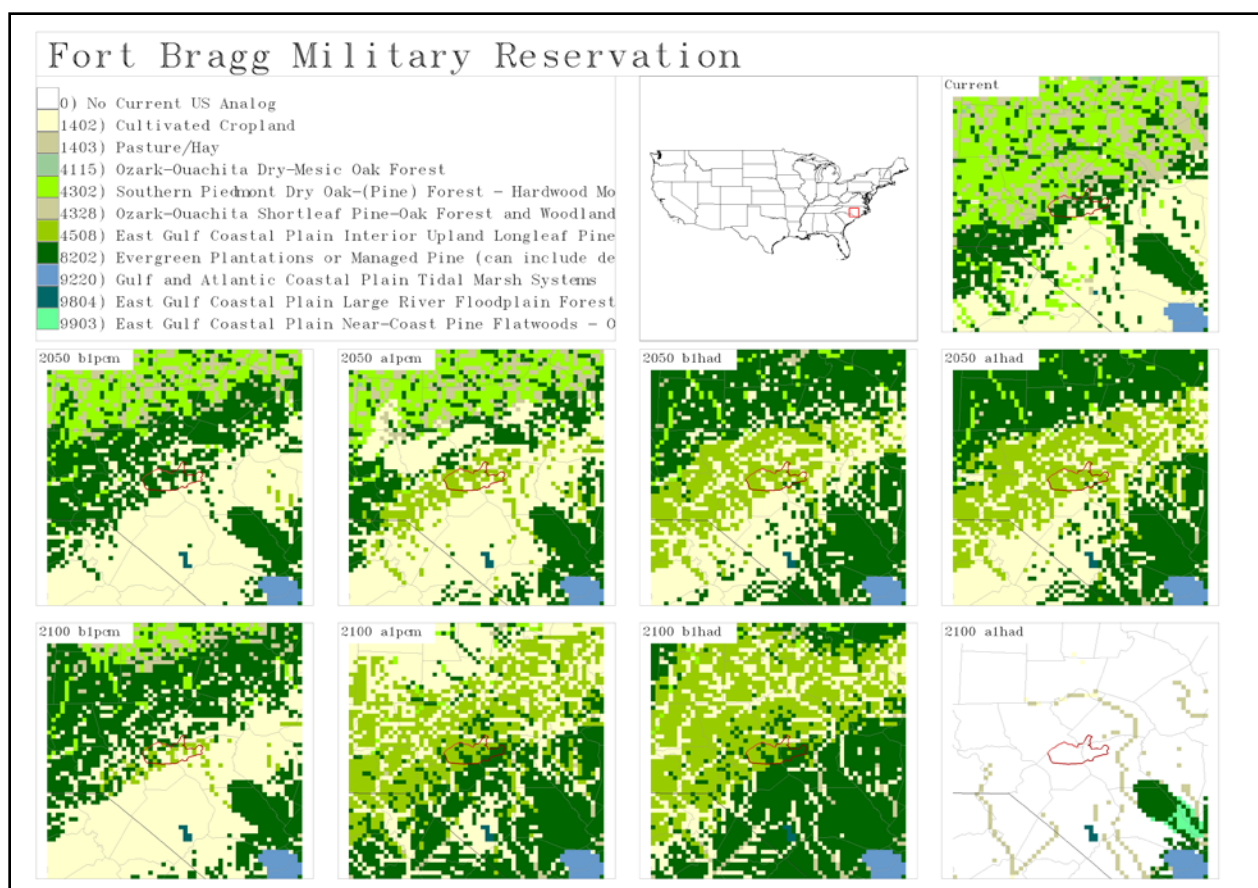 Fort Bragg Military Reservation
0) No Current US Analog
1402) Cultivated Cropland
1403) Pasture/Hay
4115) Ozark-Ouachita Dry-Mesic Oak Forest
4302) Southern Piedmont Dry Oak-(Pine) Forest - Hardwood Mo
4328) Ozark-Ouachita Shortleaf Pine-Oak Forest and Woodland
4508) East Gulf Coastal Plain Interior Upland Longleaf Pine
8202) Evergreen Plantations or Managed Pine (can include de
9220) Gulf and Atlantic Coastal Plain Tidal Marsh Systems
9804) East Gulf Coastal Plain Large River Floodplain Forest
9903) East Gulf Coastal Plain Near-Coast Pine Flatwoods - O
Current
2050 b1pcm
2050 a1pcm
2050 b1had
2050 a1had
2100 b1pcm
2100 a1pcm
2100 b1had
2100 a1had